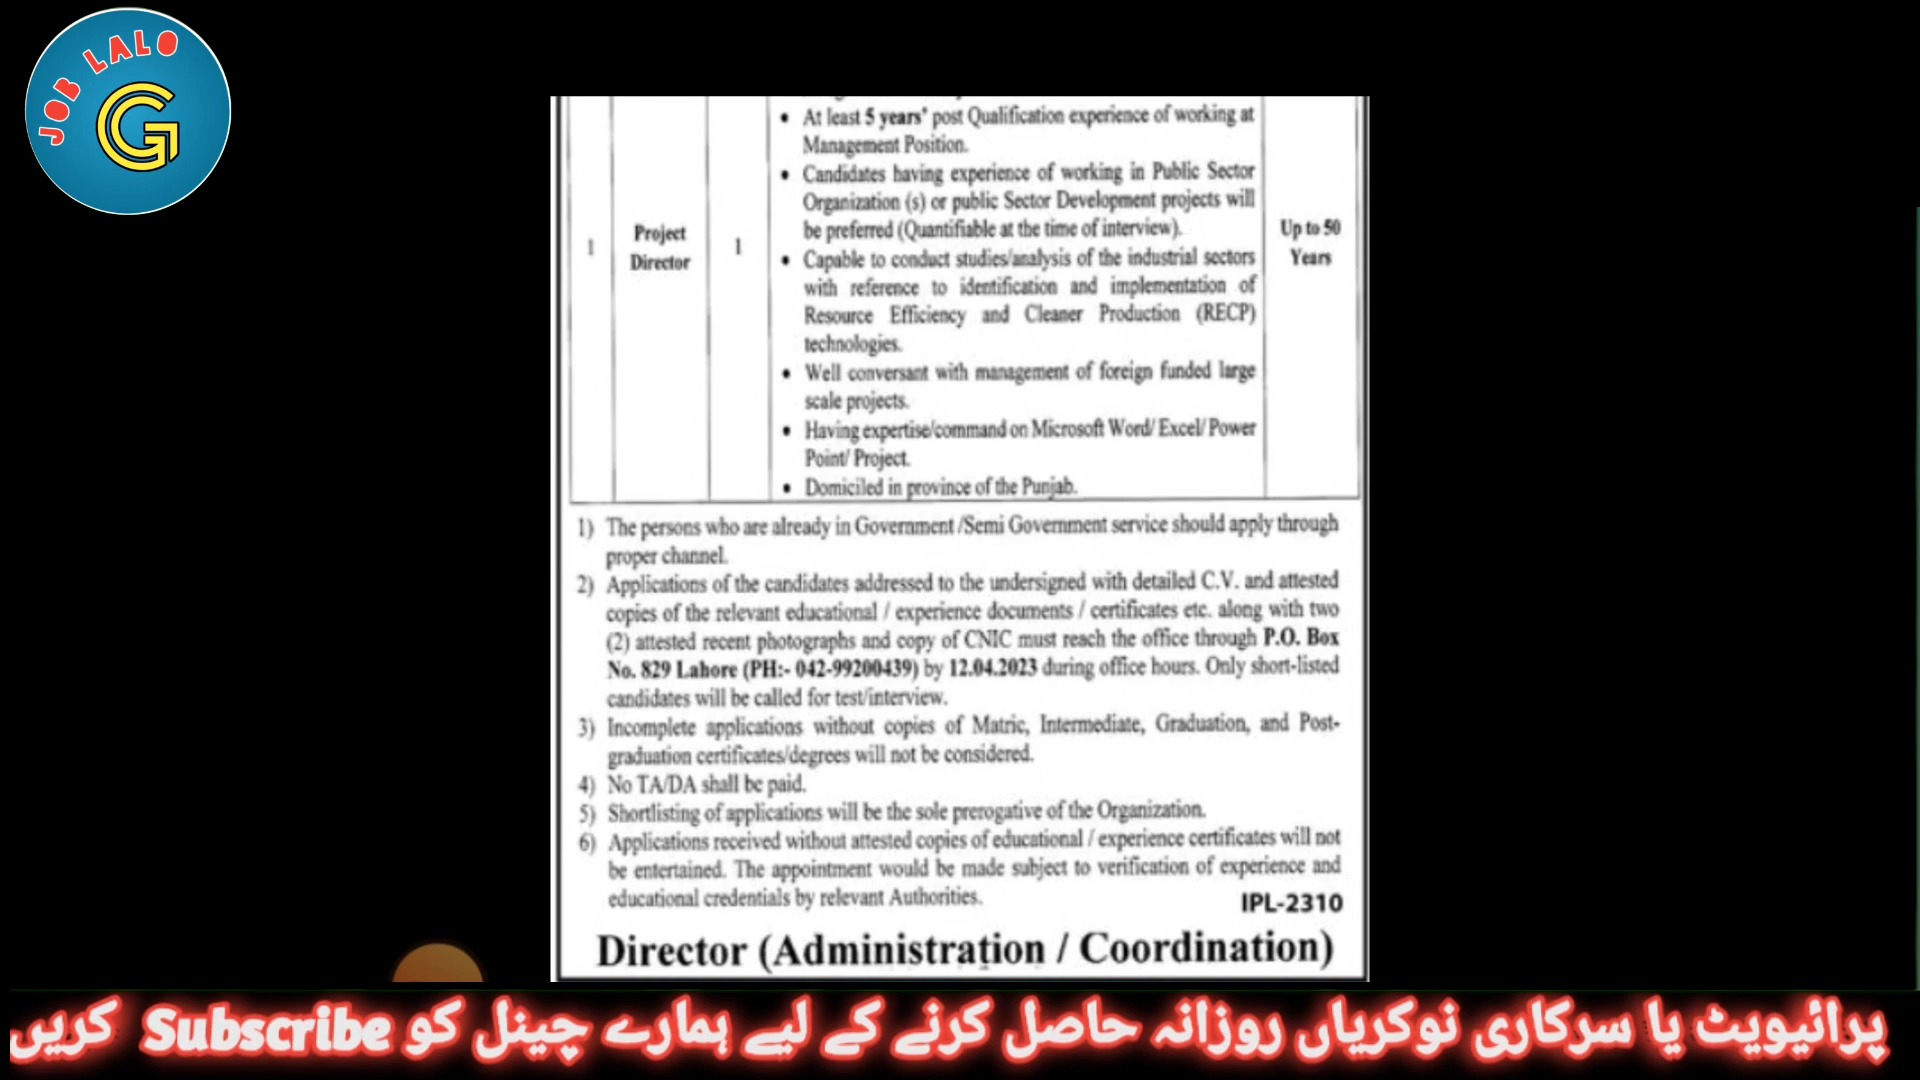 JOB LALO
G
• At least 5 years' post Qualification experience of working at
Management Position.
• Candidates having experience of working in Public Sector
Organization (s) or public Sector Development projects will
be preferred (Quantifiable at the time of interview).
1 Project Director 1
• Capable to conduct studies/analysis of the industrial sectors
with reference to identification and implementation of
Resource Efficiency and Cleaner Production (RECP)
technologies.
• Well conversant with management of foreign funded large
scale projects.
• Having expertise/command on Microsoft Word/ Excel/ Power
Point/ Project.
• Domiciled in province of the Punjab.
Up to 50
Years
1) The persons who are already in Government /Semi Government service should apply through
proper channel.
2) Applications of the candidates addressed to the undersigned with detailed C.V. and attested
copies of the relevant educational / experience documents / certificates etc. along with two
(2) attested recent photographs and copy of CNIC must reach the office through P.O. Box
No. 829 Lahore (PH:- 042-99200439) by 12.04.2023 during office hours. Only short-listed
candidates will be called for test/interview.
3) Incomplete applications without copies of Matric, Intermediate, Graduation, and Post-
graduation certificates/degrees will not be considered.
4) No TA/DA shall be paid.
5) Shortlisting of applications will be the sole prerogative of the Organization.
6) Applications received without attested copies of educational / experience certificates will not
be entertained. The appointment would be made subject to verification of experience and
educational credentials by relevant Authorities.
IPL-2310
Director (Administration / Coordination)
پرائیویٹ یا سرکاری نوکریاں روزانہ حاصل کرنے کے لیے ہمارے چینل کو Subscribe کریں